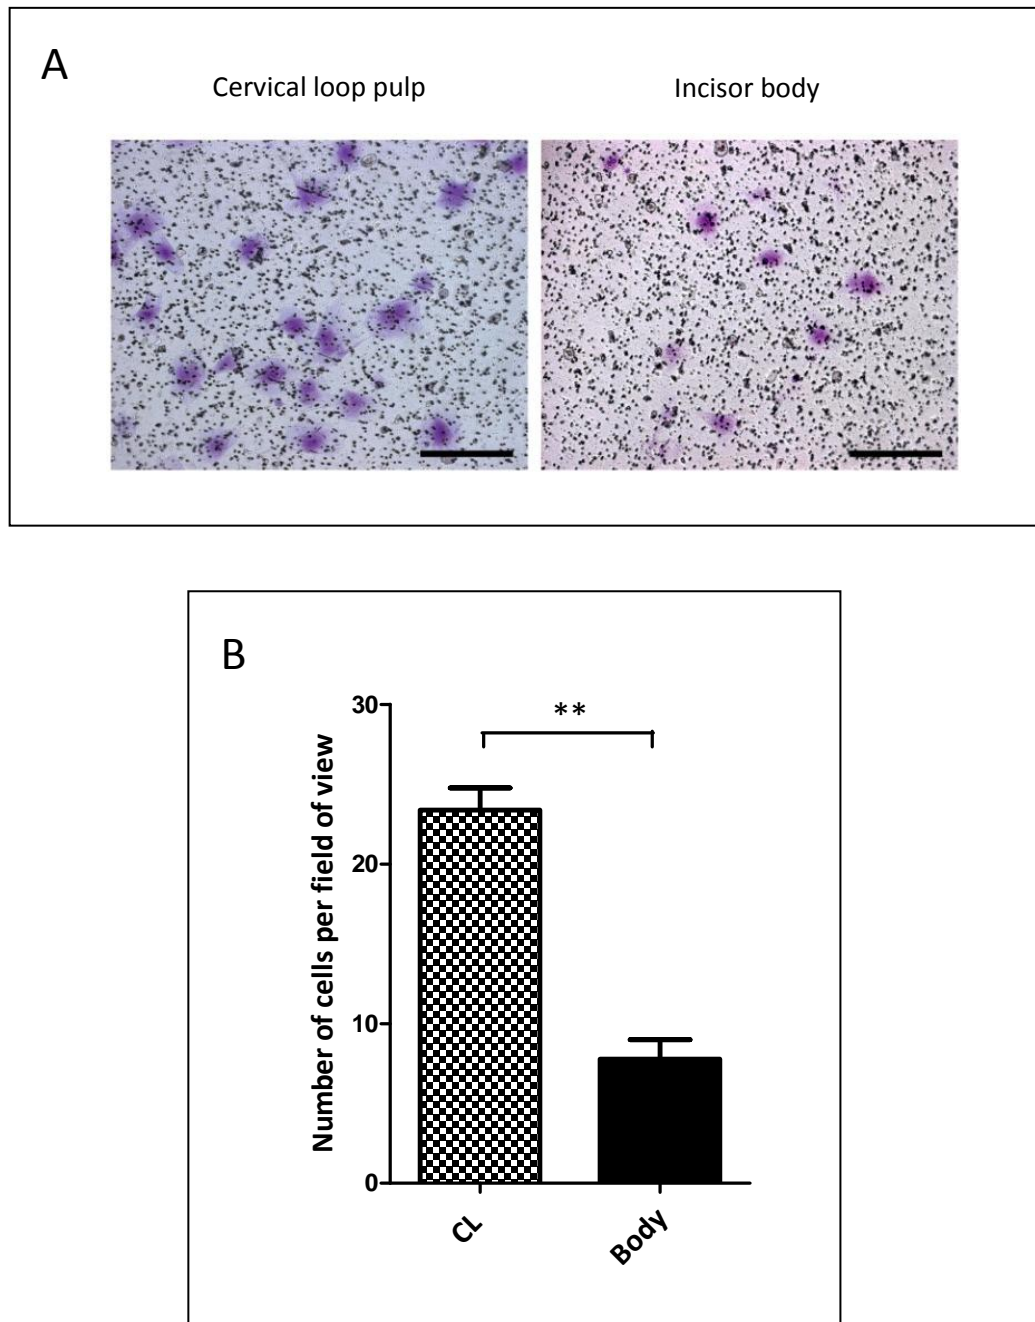 A
Cervical loop pulp
Incisor body
B
30
**
20
10
0
Number of cells per field of view
CL
Body